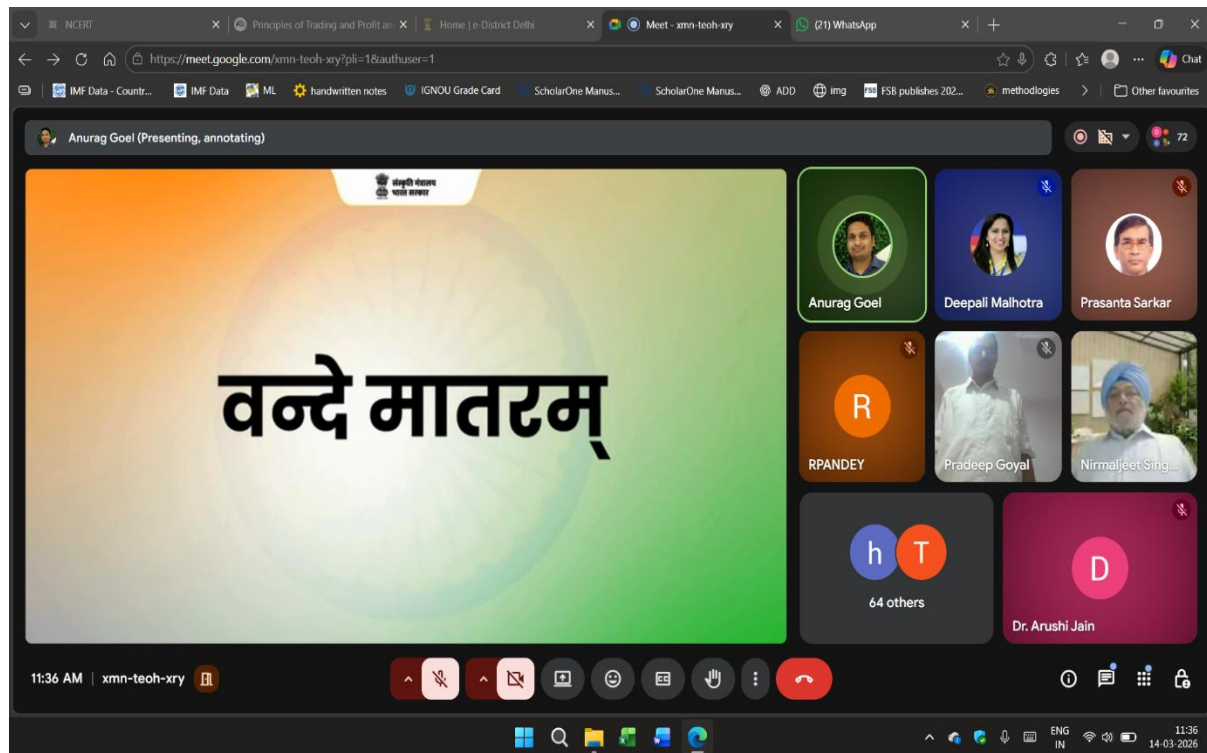 NCERT
Principles of Trading and Profit an
Home | e-District Delhi
Meet - xmn-teoh-xry
(21) WhatsApp
https://meet.google.com/xmn-teoh-xry?pli=1&authuser=1
Chat
IMF Data - Countr...
IMF Data
ML
handwritten notes
IGNOU Grade Card
ScholarOne Manus...
ScholarOne Manus...
ADD
img
FSB FSB publishes 202...
methodlogies
Other favourites
Anurag Goel (Presenting, annotating)
72
संस्कृति मंत्रालय
भारत सरकार
वन्दे मातरम्
Anurag Goel
Deepali Malhotra
Prasanta Sarkar
R
RPANDEY
Pradeep Goyal
Nirmaljeet Sing...
h T
64 others
D
Dr. Arushi Jain
11:36 AM | xmn-teoh-xry
CC
ENG
IN
11:36
14-03-2026